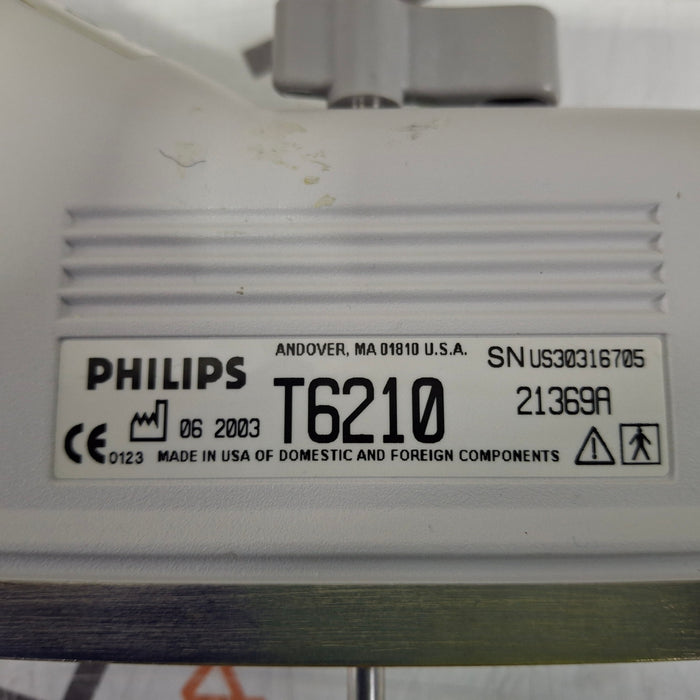 ANDOVER, MA 01810 U.S.A.
SN US30316705
PHILIPS
T6210
21369A
06 2003
CE 0123
MADE IN USA OF DOMESTIC AND FOREIGN COMPONENTS